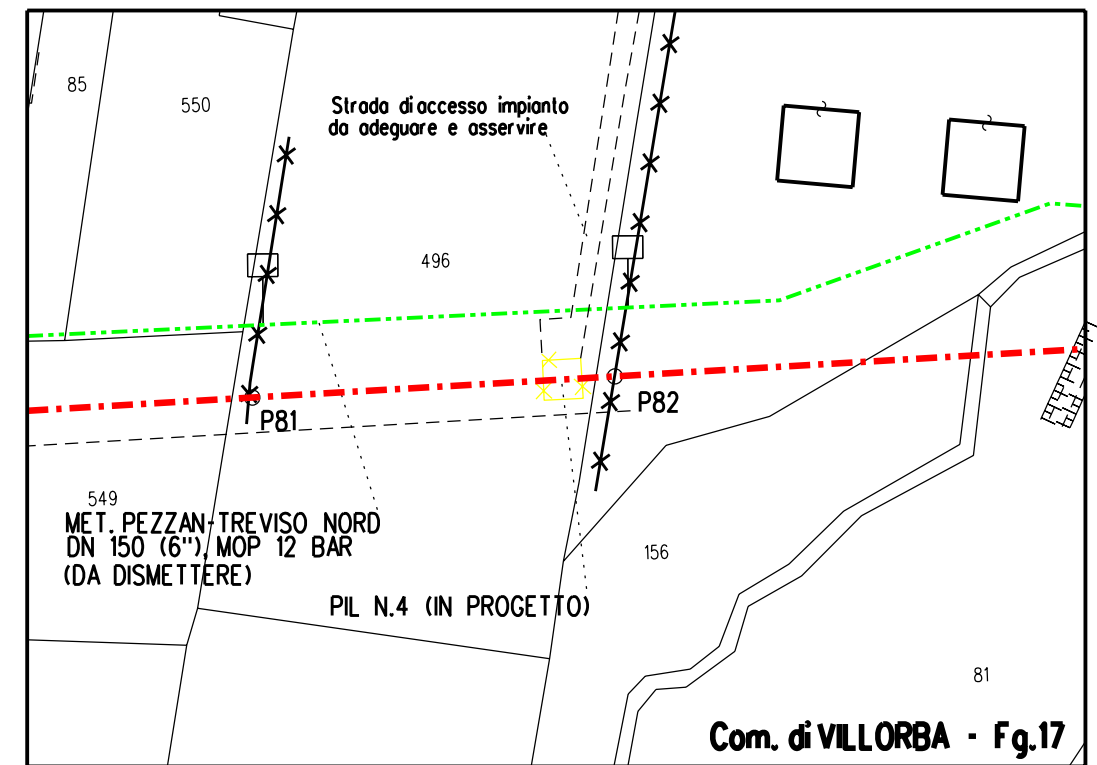 85
550
Strada di accesso impianto
da adeguare e asservire
496
P81
P82
549
MET. PEZZAN-TREVISO NORD
DN 150 (6"), MOP 12 BAR
(DA DISMETTERE)
156
PIL N.4 (IN PROGETTO)
81
Com. di VILLORBA - Fg.17